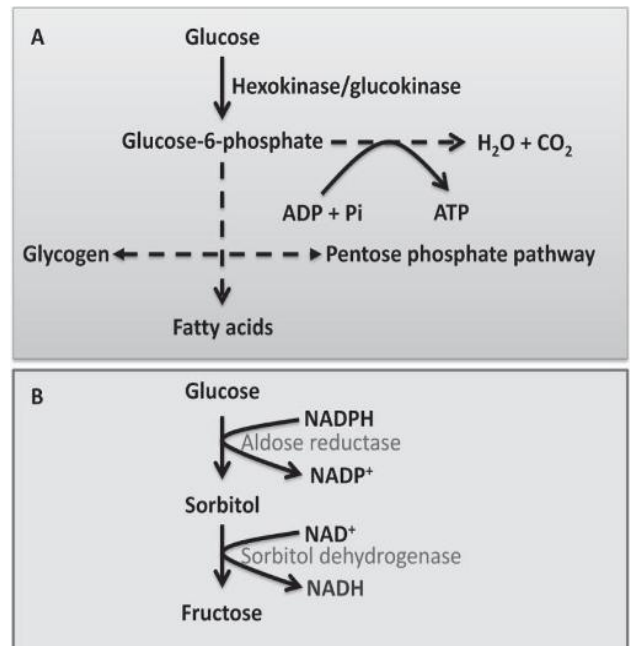 A
Glucose
Hexokinase/glucokinase
Glucose-6-phosphate
H₂O + CO₂
ADP + Pi
ATP
Glycogen
Pentose phosphate pathway
Fatty acids
B
Glucose
NADPH
Aldose reductase
NADP⁺
Sorbitol
NAD⁺
Sorbitol dehydrogenase
NADH
Fructose